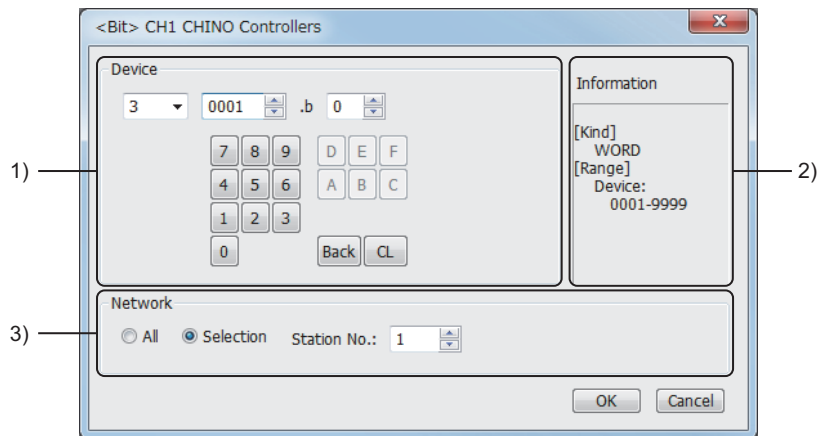 <Bit> CH1 CHINO Controllers
x
Device
3 0001 .b 0
7 8 9 D E F
4 5 6 A B C
1 2 3
0 Back CL
Information
[Kind]
WORD
[Range]
Device:
0001-9999
1)
2)
Network
3)
All Selection Station No.: 1
OK Cancel